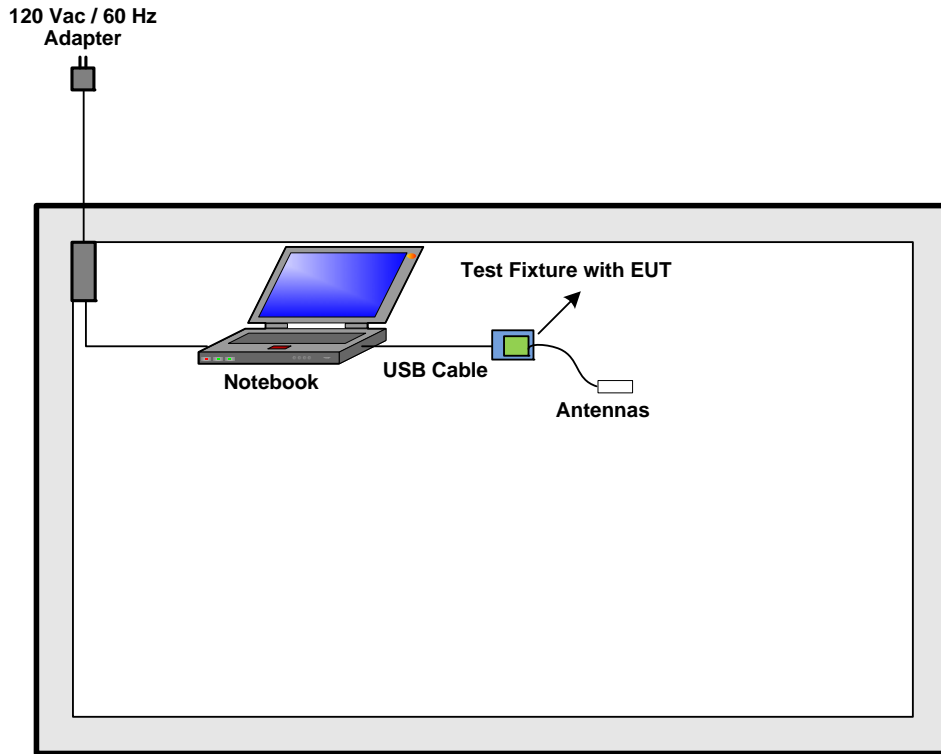 120 Vac / 60 Hz
Adapter
Test Fixture with EUT
USB Cable
Notebook
Antennas